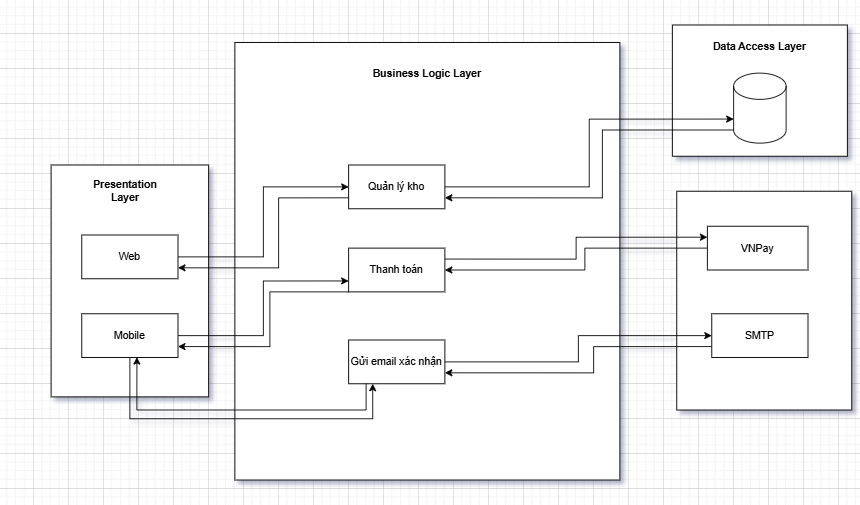 Data Access Layer
Business Logic Layer
Presentation
Layer
Quản lý kho
Web
VNPay
Thanh toán
Mobile
SMTP
Gửi email xác nhận